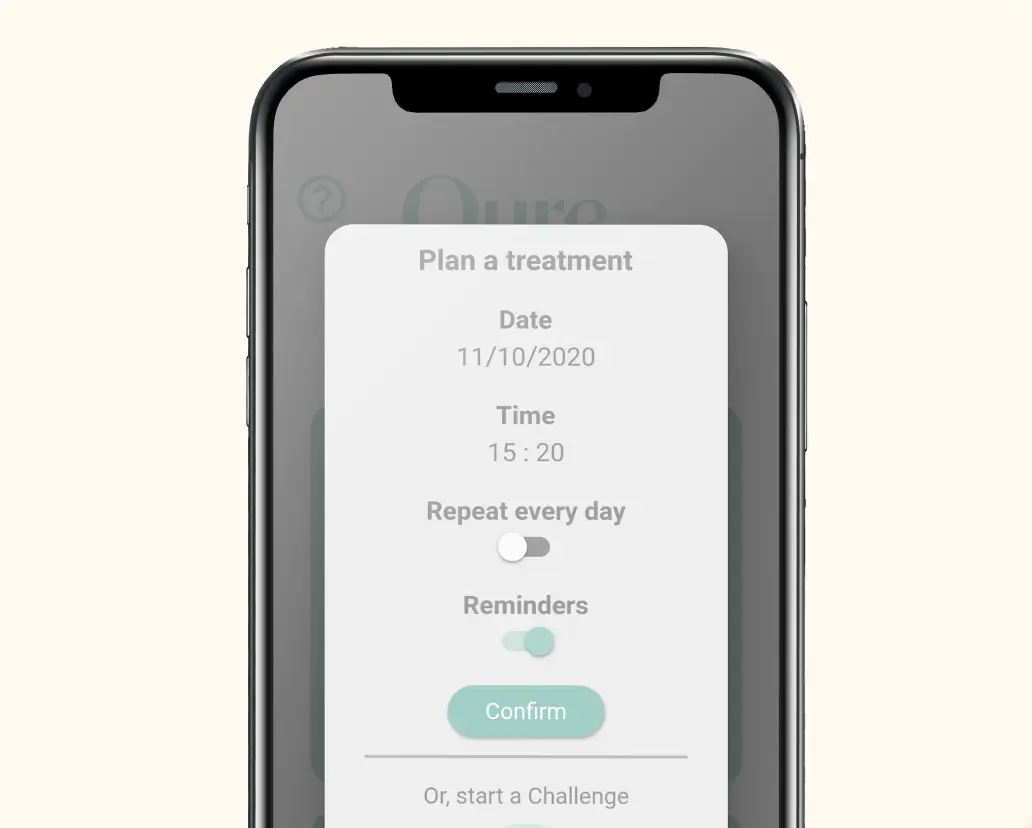 ?
Qure
Plan a treatment
Date
11/10/2020
Time
15 : 20
Repeat every day
Reminders
Confirm
Or, start a Challenge